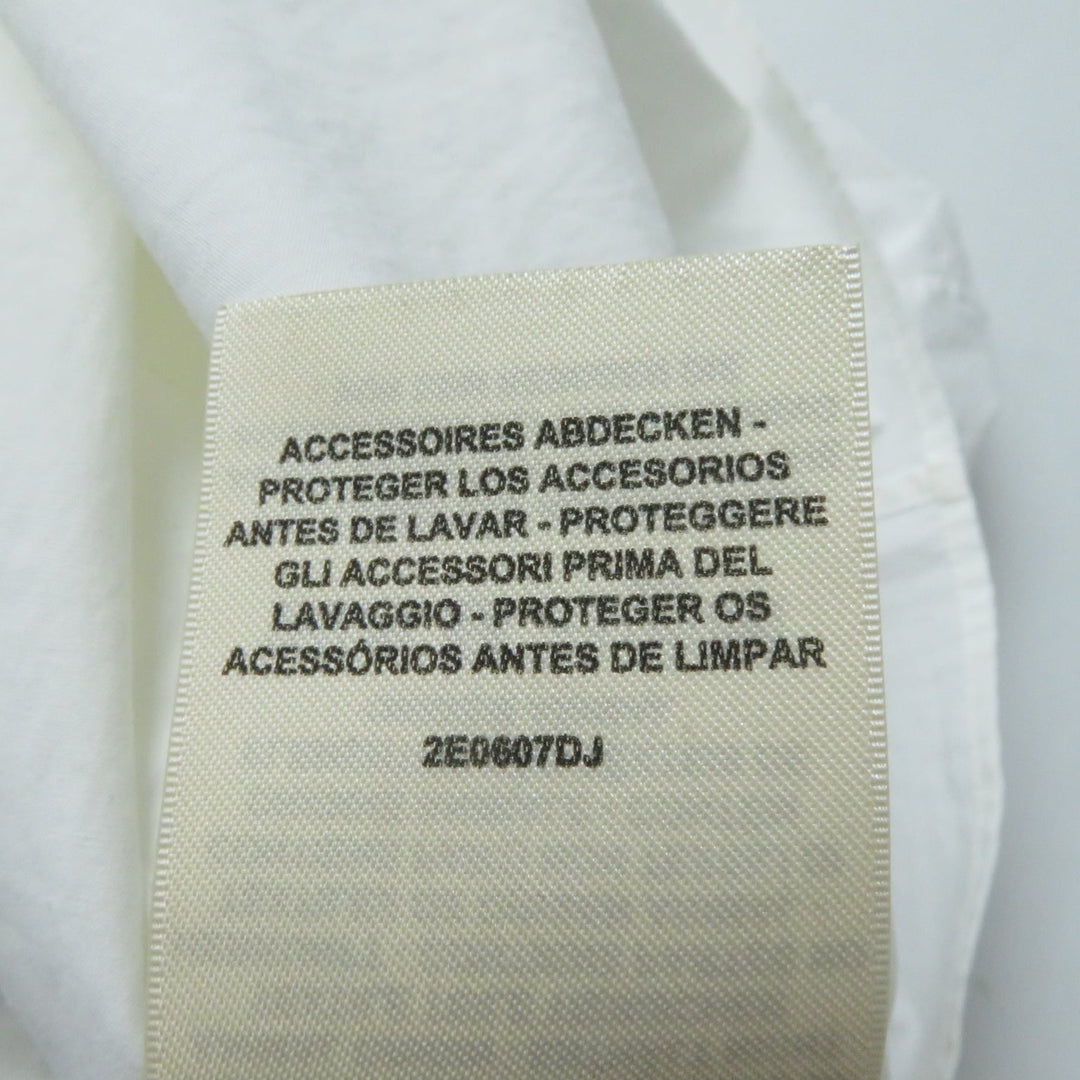 ACCESSOIRES ABDECKEN -
PROTEGER LOS ACCESORIOS
ANTES DE LAVAR - PROTEGGERE
GLI ACCESSORI PRIMA DEL
LAVAGGIO - PROTEGER OS
ACESSÓRIOS ANTES DE LIMPAR
2E0607DJ